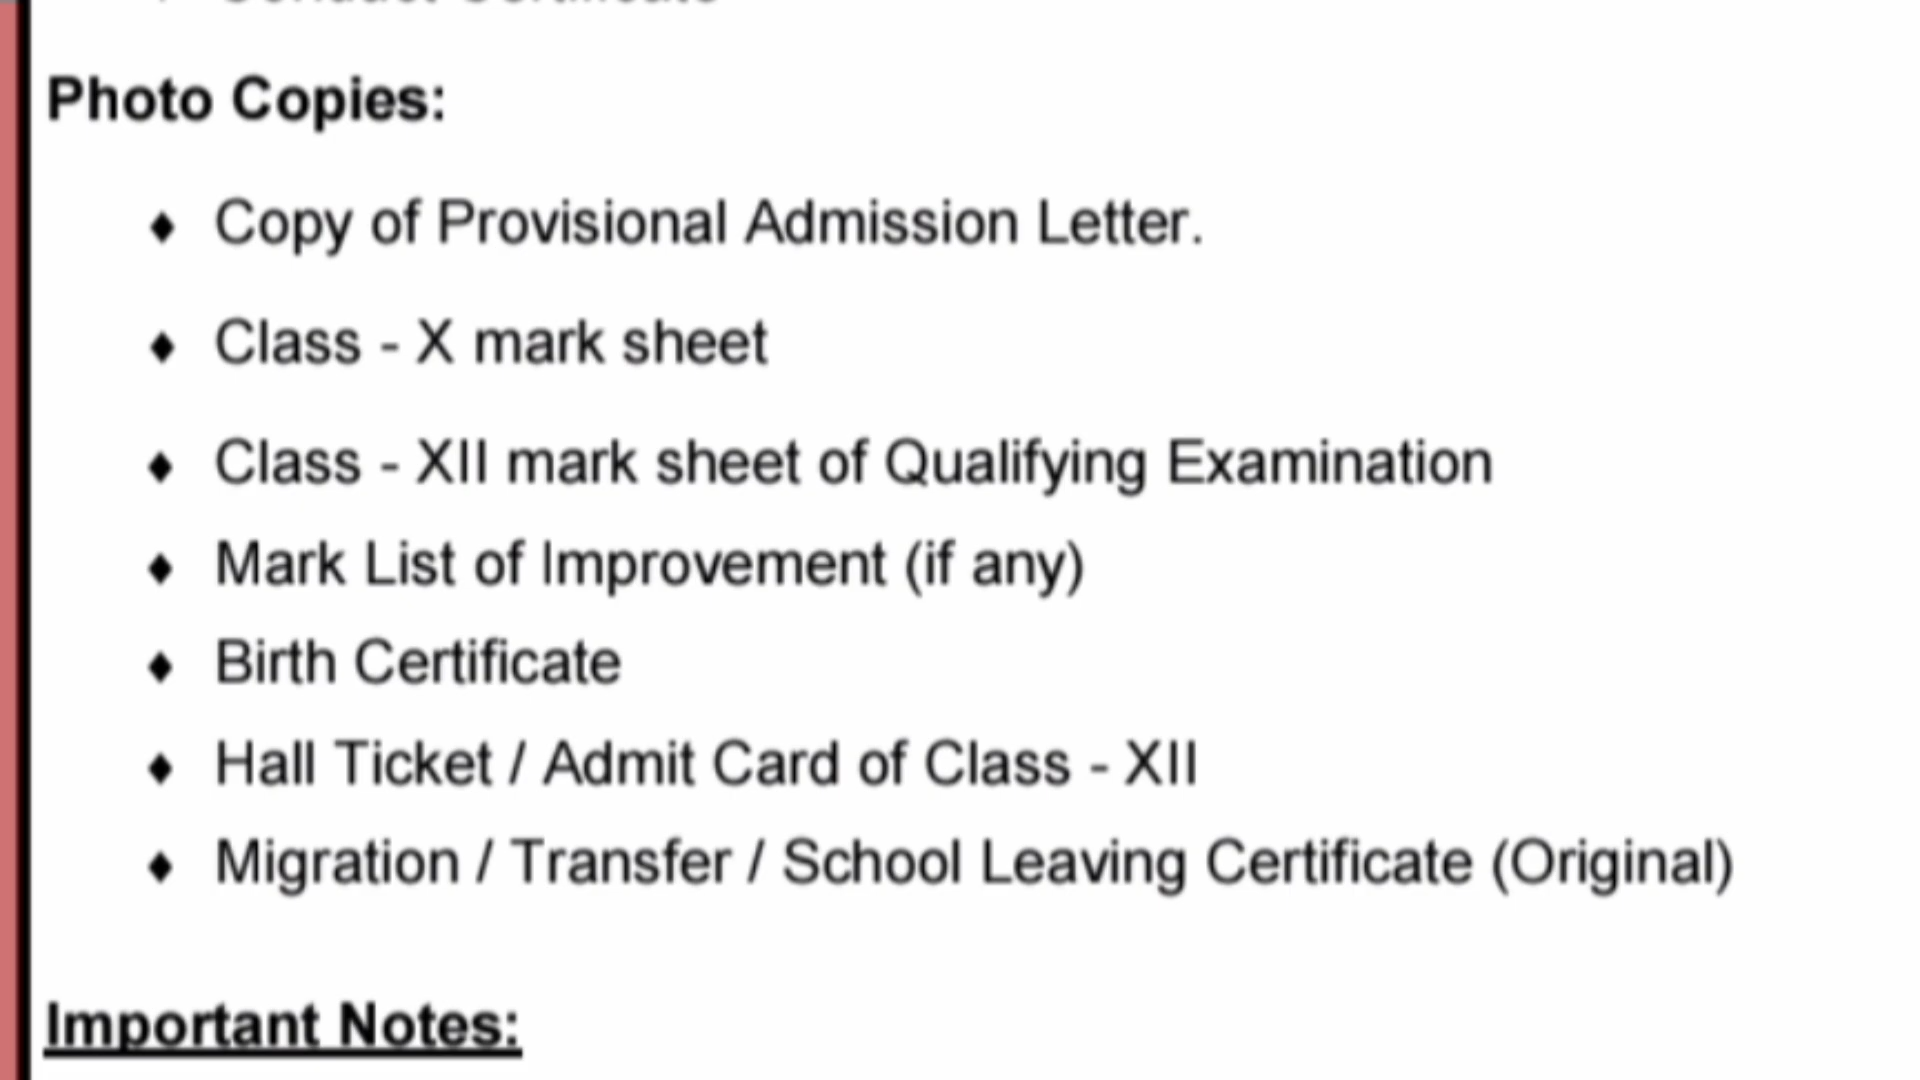 Photo Copies:
♦ Copy of Provisional Admission Letter.
♦ Class - X mark sheet
♦ Class - XII mark sheet of Qualifying Examination
♦ Mark List of Improvement (if any)
♦ Birth Certificate
♦ Hall Ticket / Admit Card of Class - XII
♦ Migration / Transfer / School Leaving Certificate (Original)
Important Notes: